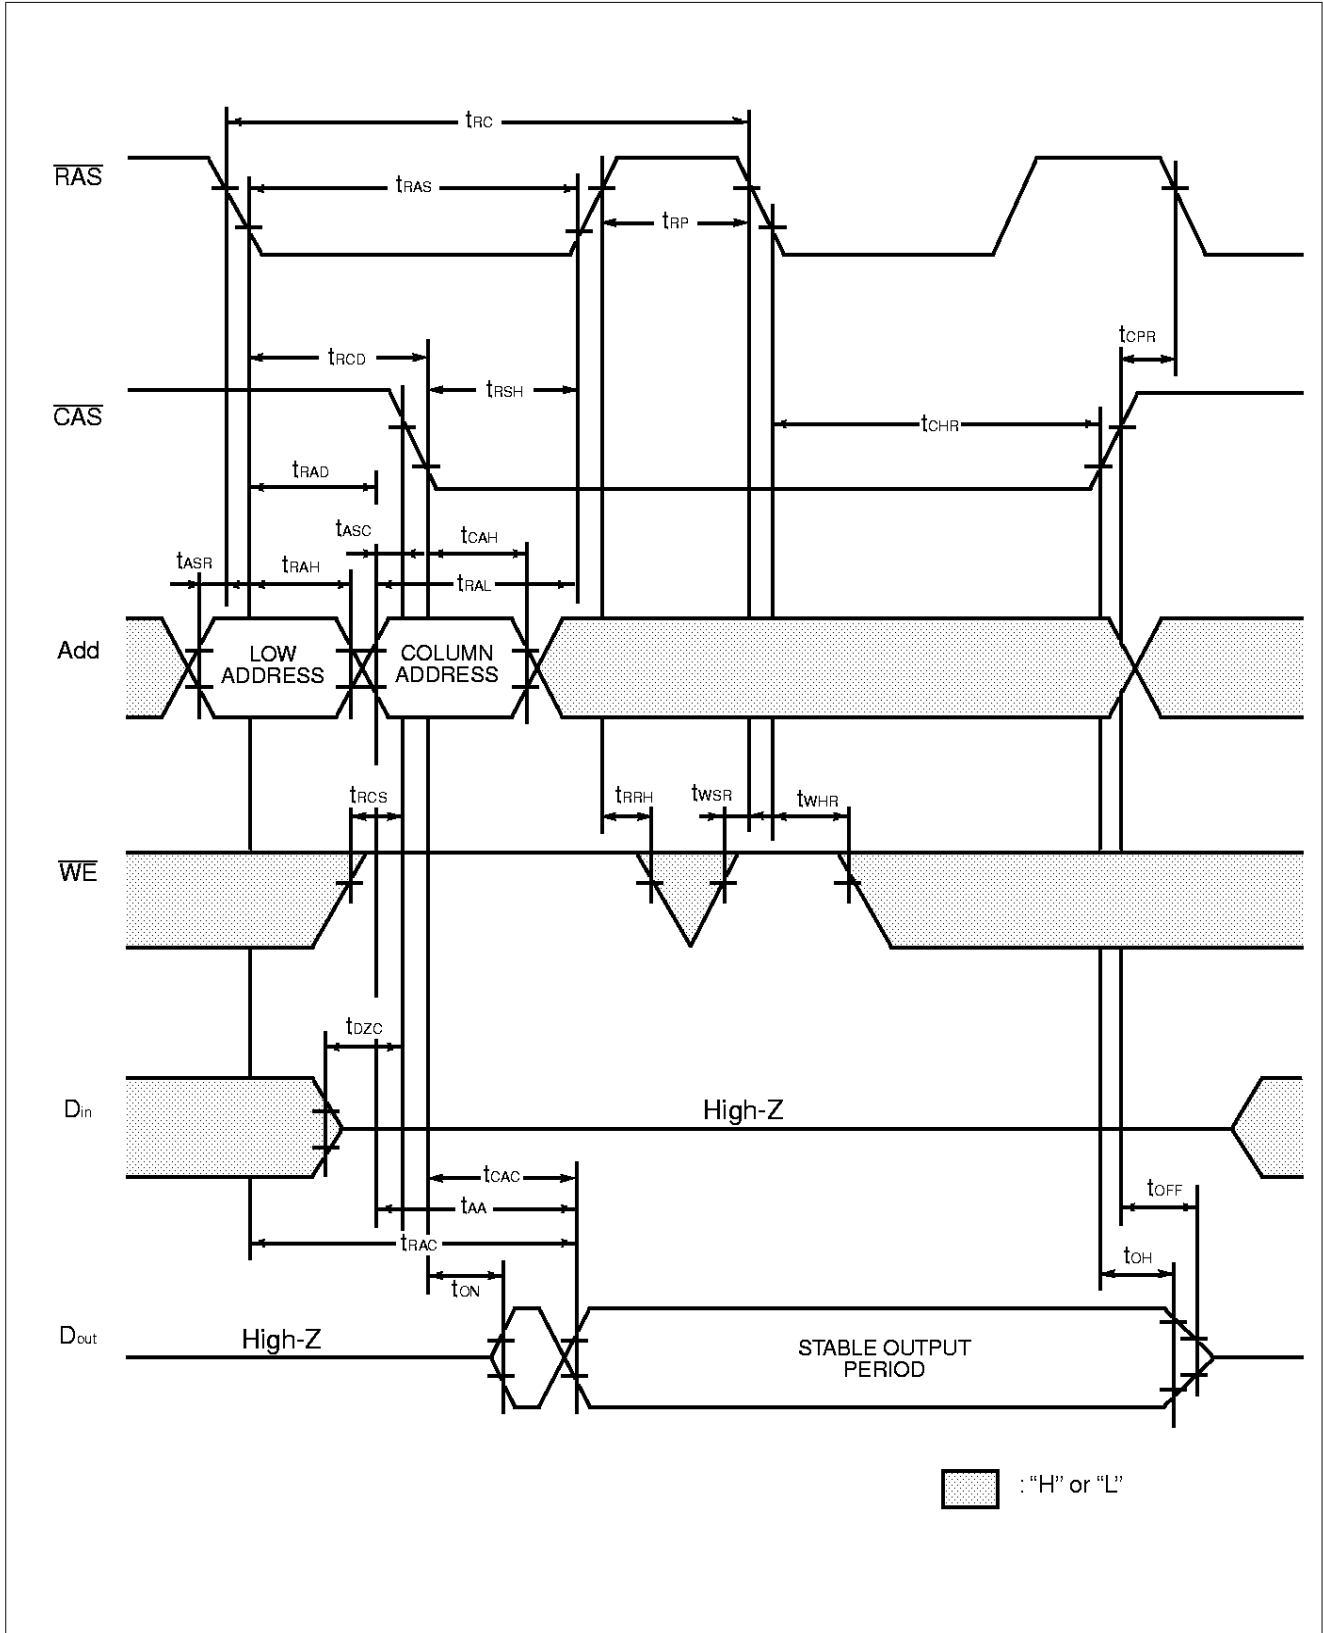 tRC
RAS
tRAS
tRP
tCPR
tRCD
tRSH
CAS
tCHR
tRAD
tASC
tCAH
tASR
tRAH
tRAL
Add
LOW
ADDRESS
COLUMN
ADDRESS
tRCS
tRRH
tWSR
tWHR
WE
tDZC
Din
High-Z
tCAC
tOFF
tAA
tRAC
tOH
tON
Dout
High-Z
STABLE OUTPUT
PERIOD
: “H” or “L”